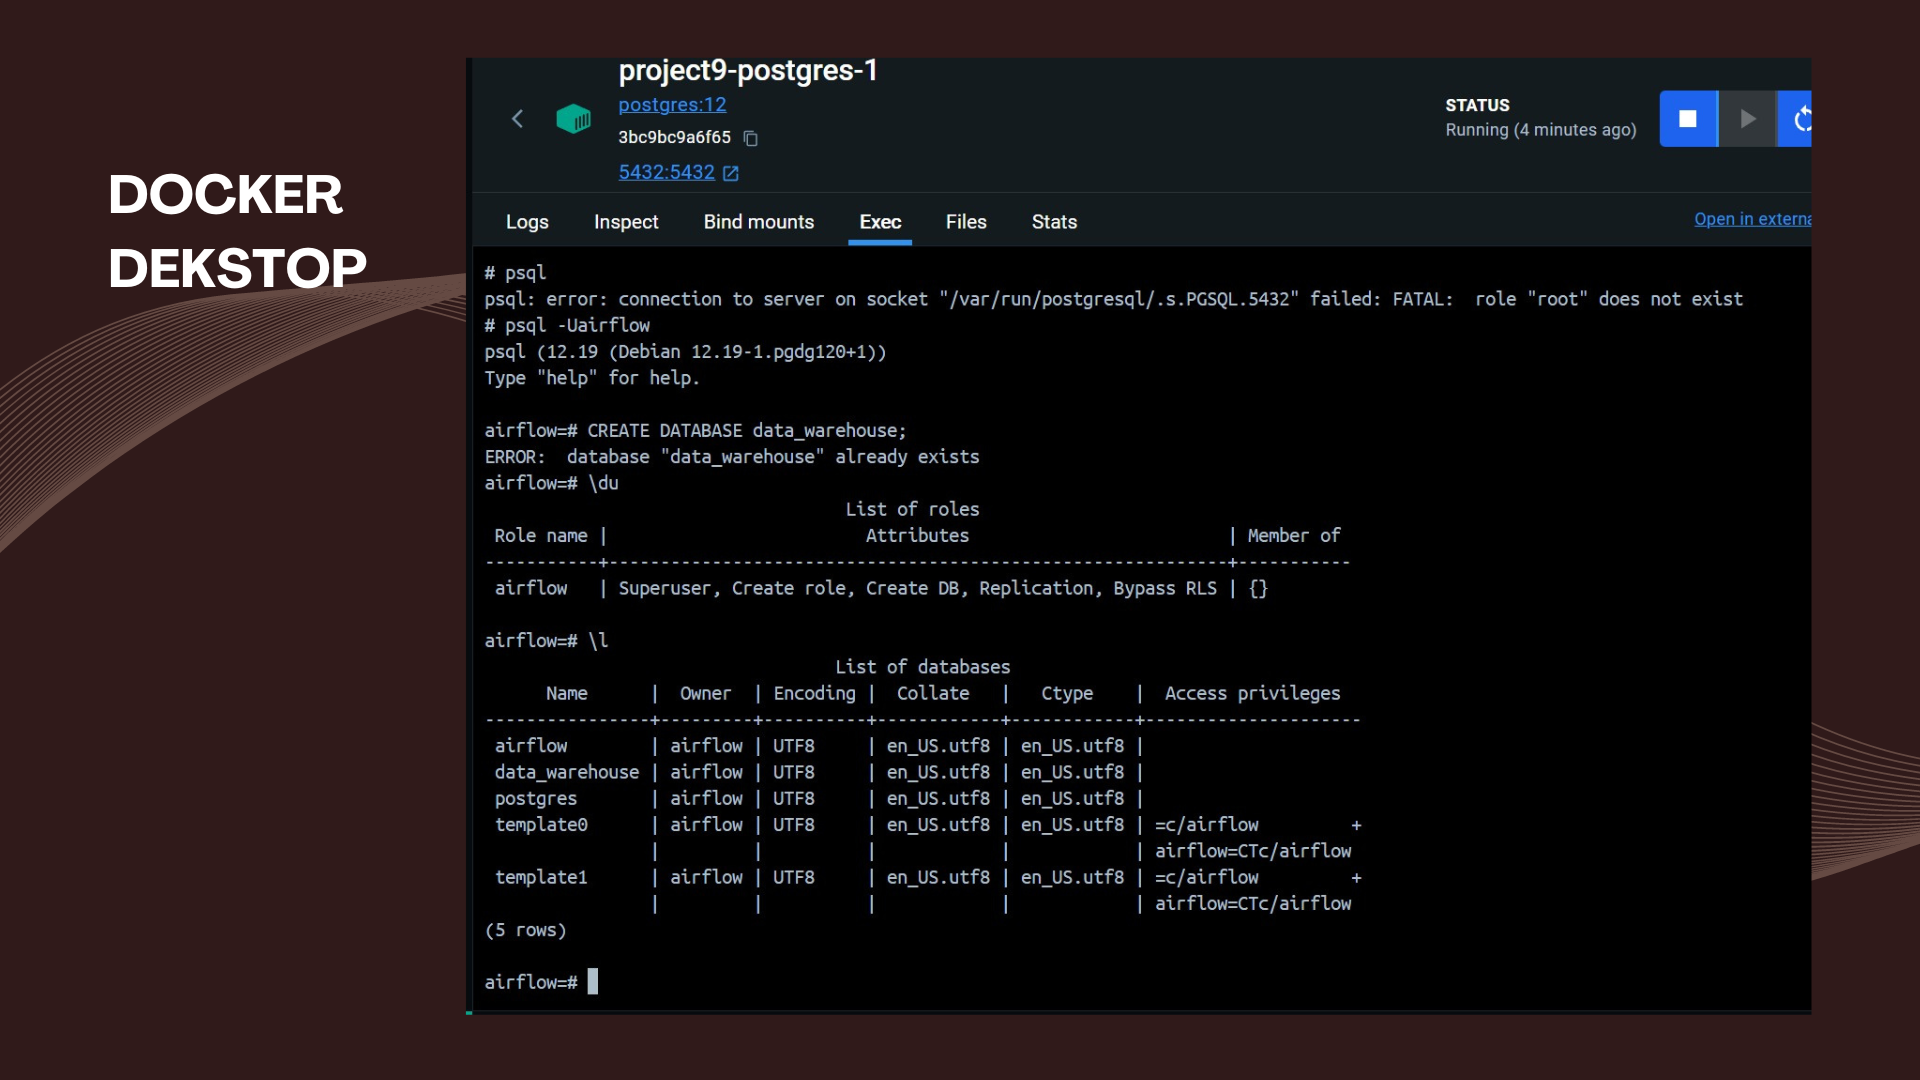 DOCKER
DEKSTOP
project9-postgres-1
postgres:12
3bc9bc9a6f65
5432:5432
STATUS
Running (4 minutes ago)
Logs Inspect Bind mounts Exec Files Stats
Open in externa
# psql
psql: error: connection to server on socket "/var/run/postgresql/.s.PGSQL.5432" failed: FATAL:  role "root" does not exist
# psql -Uairflow
psql (12.19 (Debian 12.19-1.pgdg120+1))
Type "help" for help.
airflow=# CREATE DATABASE data_warehouse;
ERROR:  database "data_warehouse" already exists
airflow=# \du
                                   List of roles
 Role name |                         Attributes                         | Member of
-----------+------------------------------------------------------------+-----------
 airflow   | Superuser, Create role, Create DB, Replication, Bypass RLS | {}
airflow=# \l
                                  List of databases
      Name      |  Owner  | Encoding |  Collate   |   Ctype    |  Access privileges
----------------+---------+----------+------------+------------+---------------------
 airflow        | airflow | UTF8     | en_US.utf8 | en_US.utf8 |
 data_warehouse | airflow | UTF8     | en_US.utf8 | en_US.utf8 |
 postgres       | airflow | UTF8     | en_US.utf8 | en_US.utf8 |
 template0      | airflow | UTF8     | en_US.utf8 | en_US.utf8 | =c/airflow         +
                |         |          |            |            | airflow=CTc/airflow
 template1      | airflow | UTF8     | en_US.utf8 | en_US.utf8 | =c/airflow         +
                |         |          |            |            | airflow=CTc/airflow
(5 rows)
airflow=#